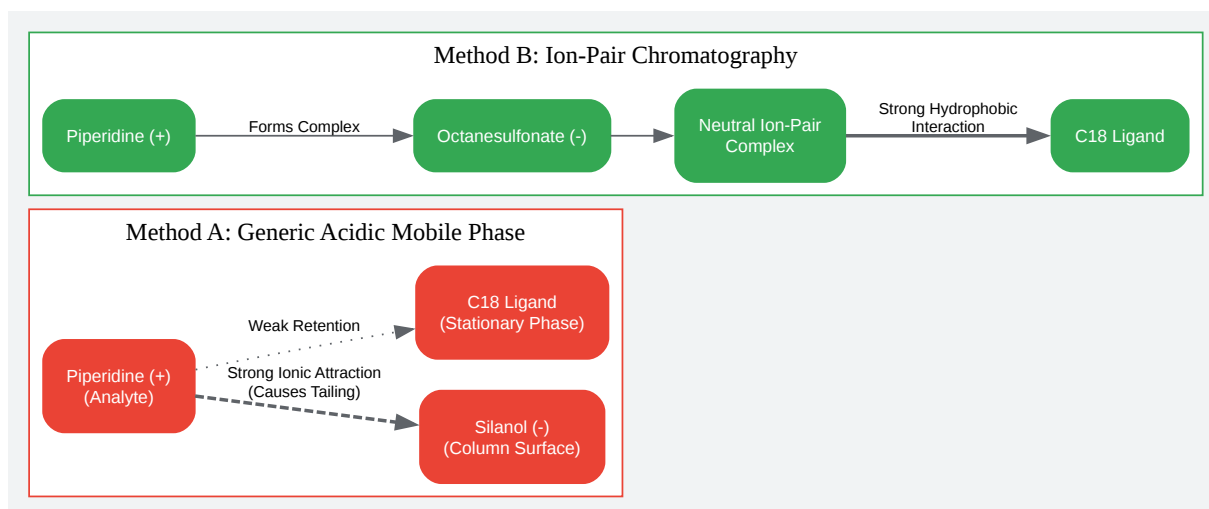 Method B: Ion-Pair Chromatography
Piperidine (+)
Forms Complex
Octanesulfonate (-)
Neutral Ion-Pair
Complex
Strong Hydrophobic
Interaction
C18 Ligand
Method A: Generic Acidic Mobile Phase
Piperidine (+)
(Analyte)
Weak Retention
C18 Ligand
(Stationary Phase)
Strong Ionic Attraction
(Causes Tailing)
Silanol (-)
(Column Surface)